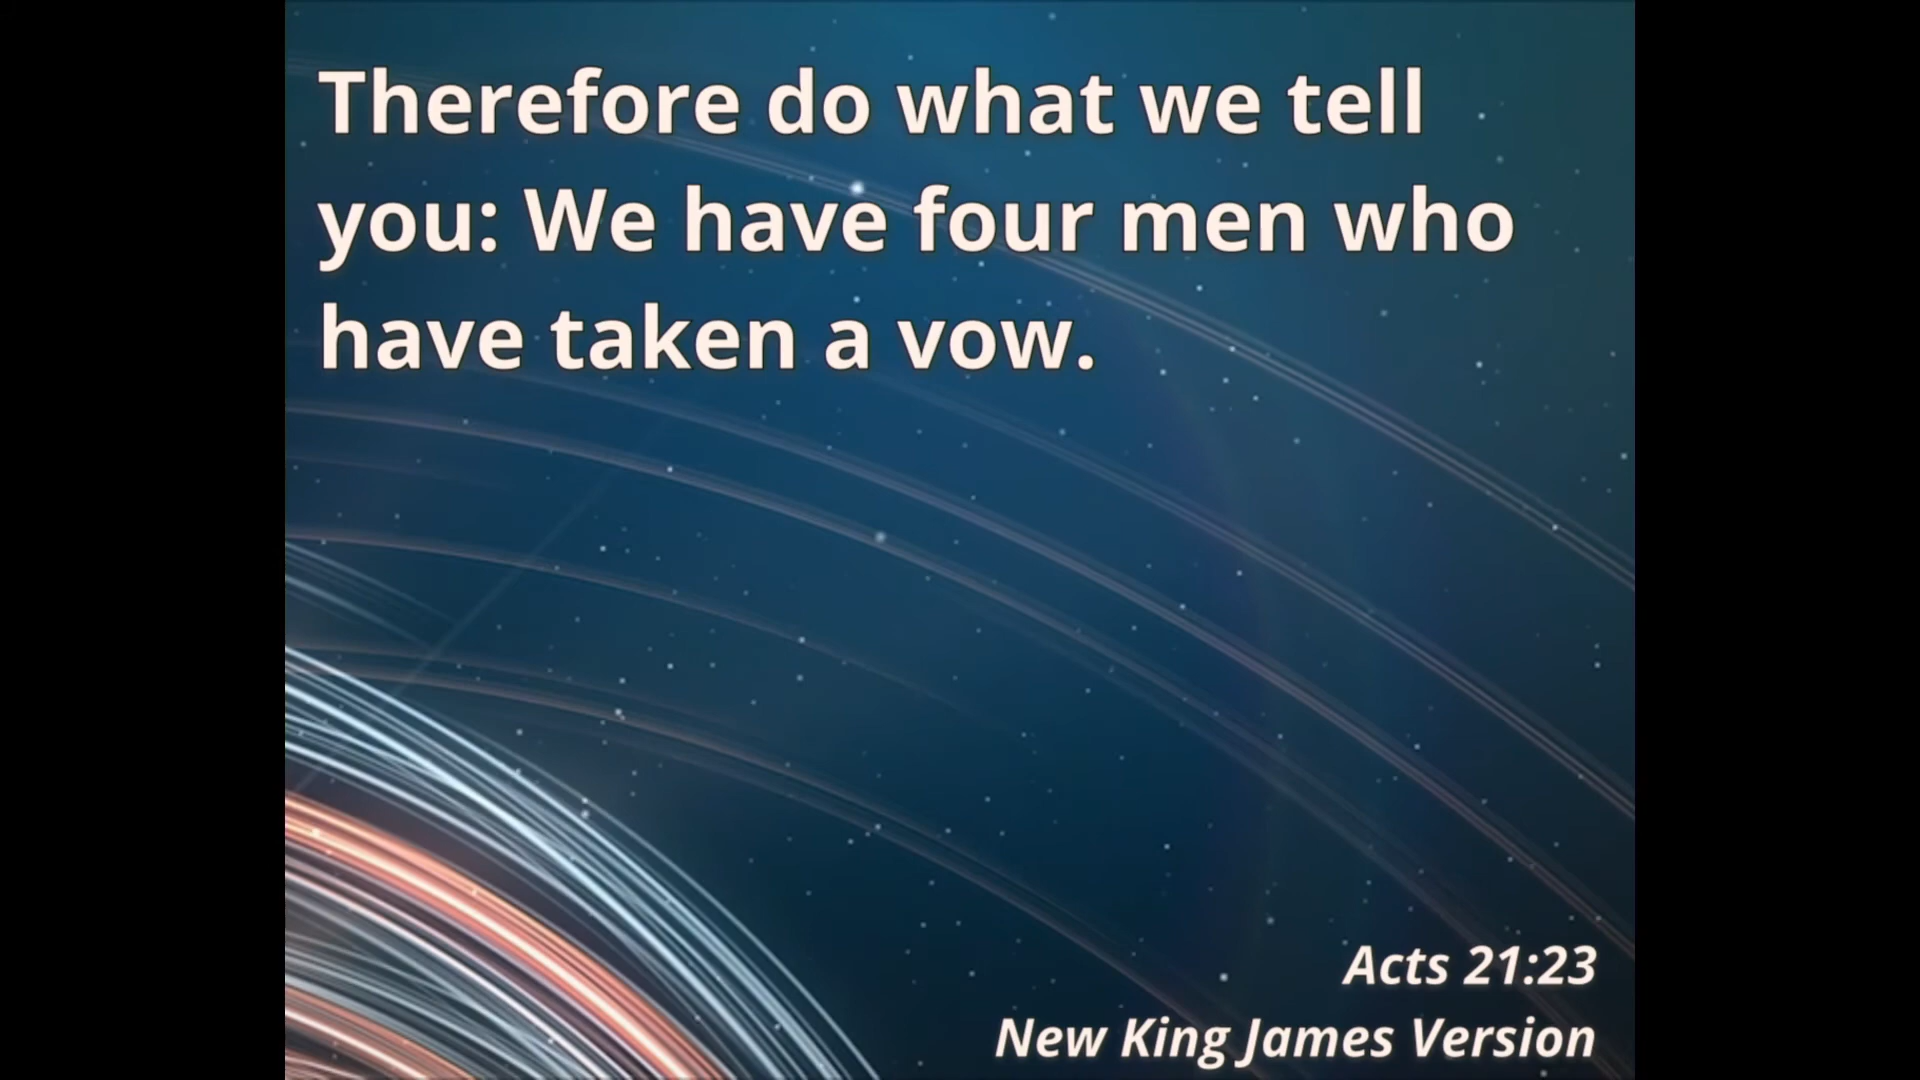 Therefore do what we tell
you: We have four men who
have taken a vow.
Acts 21:23
New King James Version